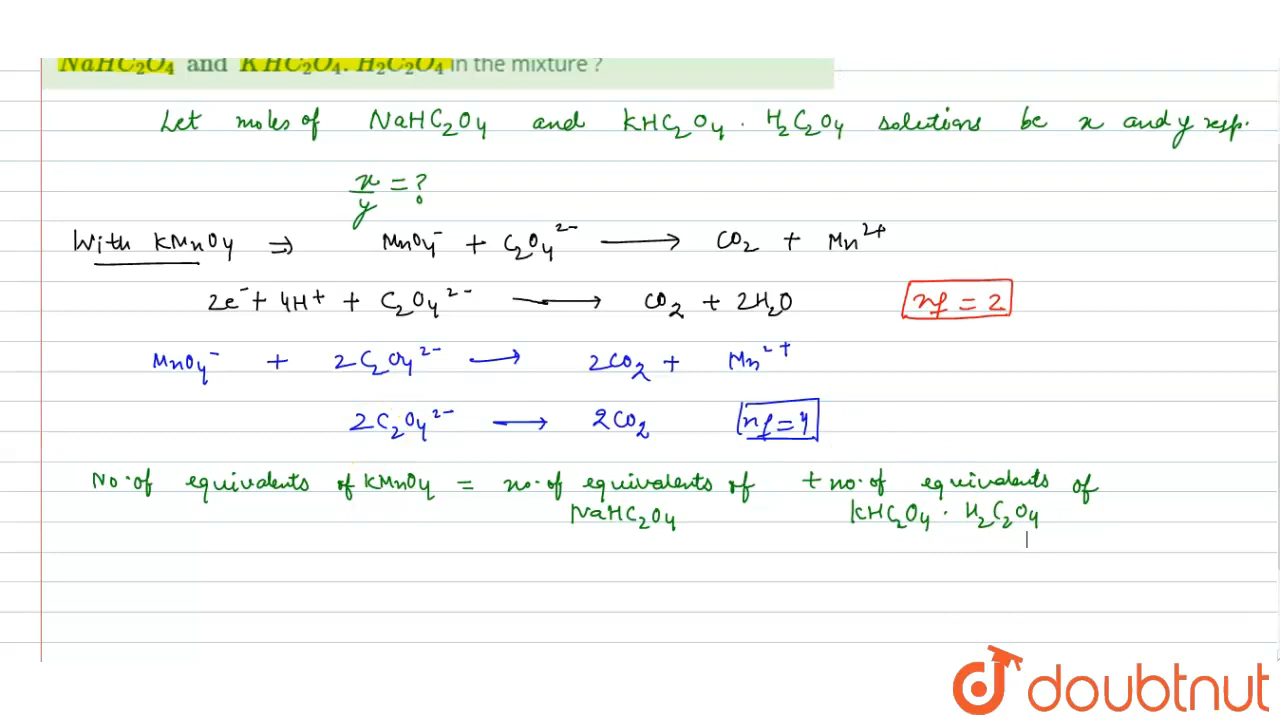 NaHC₂O₄ and KHC₂O₄. H₂C₂O₄ in the mixture ?
Let moles of NaHC₂O₄ and KHC₂O₄ · H₂C₂O₄ solutions be x and y resp.
x/y = ?
With KMnO₄ ⇒ MnO₄⁻ + C₂O₄²⁻ ⟶ CO₂ + Mn²⁺
2e⁻ + 4H⁺ + C₂O₄²⁻ ⟶ CO₂ + 2H₂O nf = 2
MnO₄⁻ + 2C₂O₄²⁻ ⟶ 2CO₂ + Mn²⁺
2C₂O₄²⁻ ⟶ 2CO₂ nf = 4
No. of equivalents of KMnO₄ = no. of equivalents of + no. of equivalents of
NaHC₂O₄ KHC₂O₄ · H₂C₂O₄
doubtnut